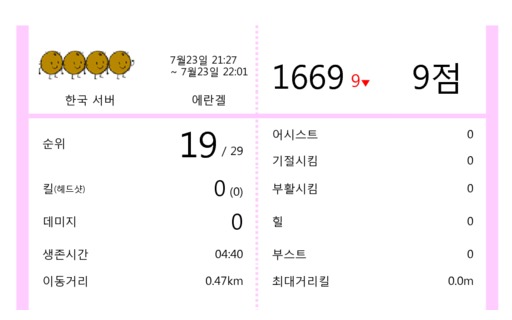 7월23일 21:27
~ 7월23일 22:01
한국 서버
에란겔
1669 9▼
9점
순위 19 / 29
킬(헤드샷) 0 (0)
데미지 0
생존시간 04:40
이동거리 0.47km
어시스트 0
기절시킴 0
부활시킴 0
힐 0
부스트 0
최대거리킬 0.0m